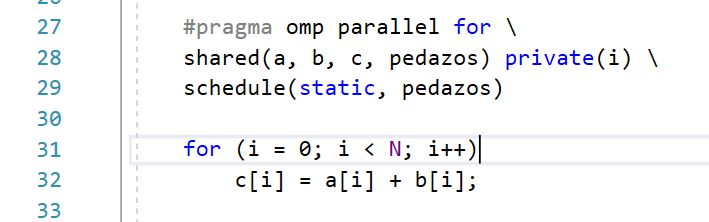 27 #pragma omp parallel for \
28 shared(a, b, c, pedazos) private(i) \
29 schedule(static, pedazos)
30
31 for (i = 0; i < N; i++)
32 c[i] = a[i] + b[i];
33